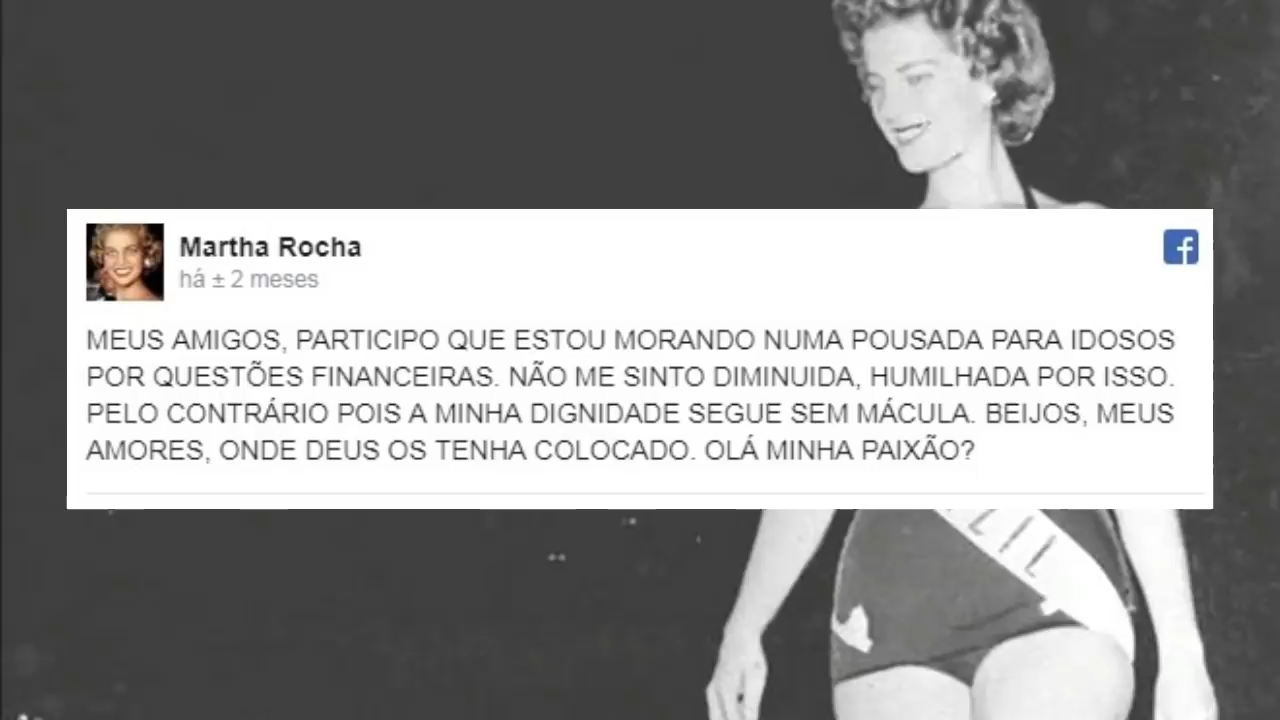 Martha Rocha
há ± 2 meses
MEUS AMIGOS, PARTICIPO QUE ESTOU MORANDO NUMA POUSADA PARA IDOSOS
POR QUESTÕES FINANCEIRAS. NÃO ME SINTO DIMINUIDA, HUMILHADA POR ISSO.
PELO CONTRÁRIO POIS A MINHA DIGNIDADE SEGUE SEM MÁCULA. BEIJOS, MEUS
AMORES, ONDE DEUS OS TENHA COLOCADO. OLÁ MINHA PAIXÃO?